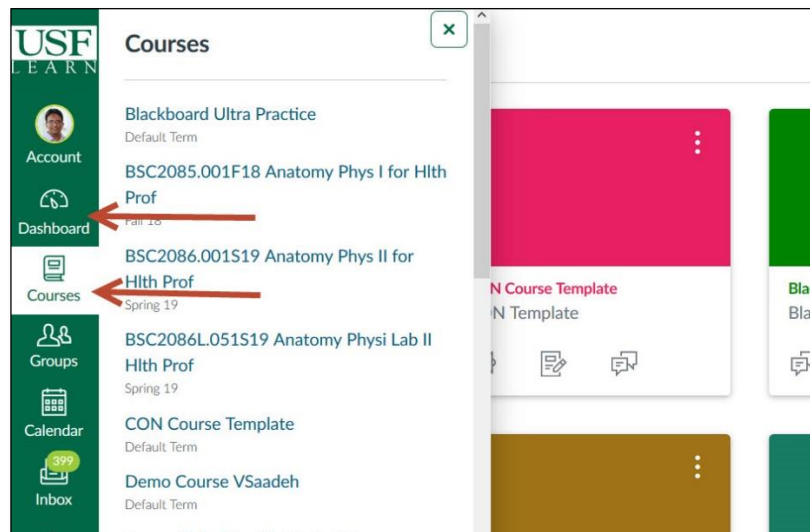 USF
LEARN
Account
Dashboard
Courses
Groups
Calendar
399
Inbox
Courses
×
Blackboard Ultra Practice
Default Term
BSC2085.001F18 Anatomy Phys I for Hlth
Prof
Fall 18
BSC2086.001S19 Anatomy Phys II for
Hlth Prof
Spring 19
BSC2086L.051S19 Anatomy Physi Lab II
Hlth Prof
Spring 19
CON Course Template
Default Term
Demo Course VSaadeh
Default Term
N Course Template
N Template
Bla
Bla